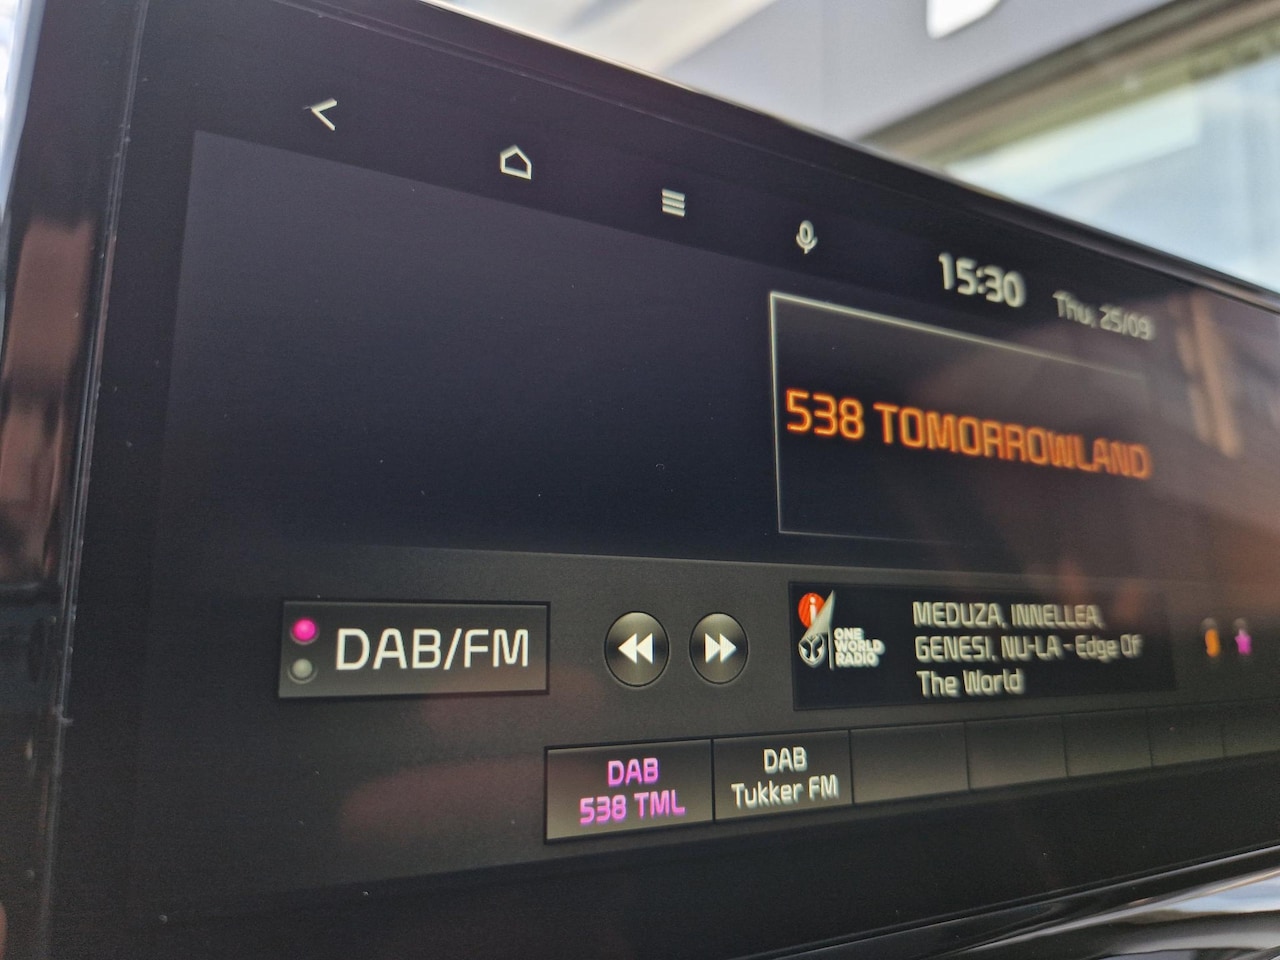 15:30
Thu, 25/09
538 TOMORROWLAND
DAB/FM
ONE
WORLD
RADIO
MEDUZA, INNELLEA,
GENESI, NU-LA - Edge Of
The World
DAB
538 TML
DAB
Tukker FM